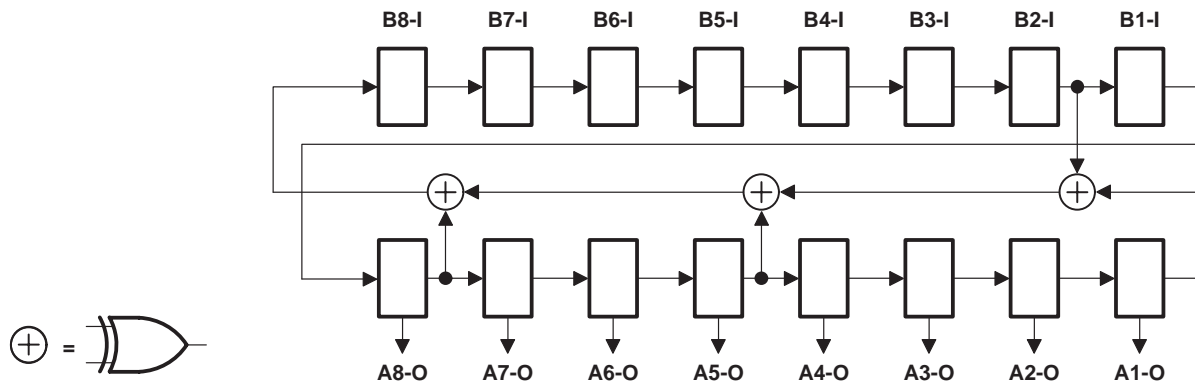 B8-I B7-I B6-I B5-I B4-I B3-I B2-I B1-I
=
A8-O A7-O A6-O A5-O A4-O A3-O A2-O A1-O